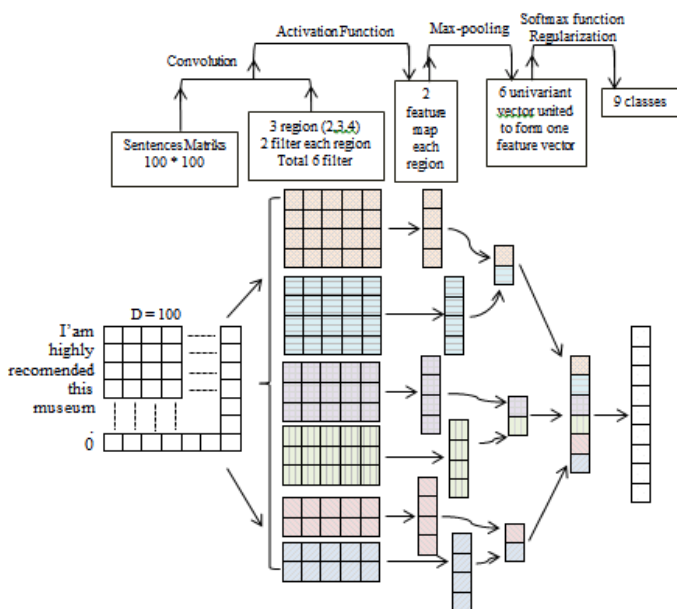 Softmax function
Regularization
Activation Function
Max-pooling
Convolution
Sentences Matriks
100 * 100
3 region (2,3,4)
2 filter each region
Total 6 filter
2
feature
map
each
region
6 univariant
vector united
to form one
feature vector
9 classes
D = 100
I'am
highly
recomended
this
museum
.
0